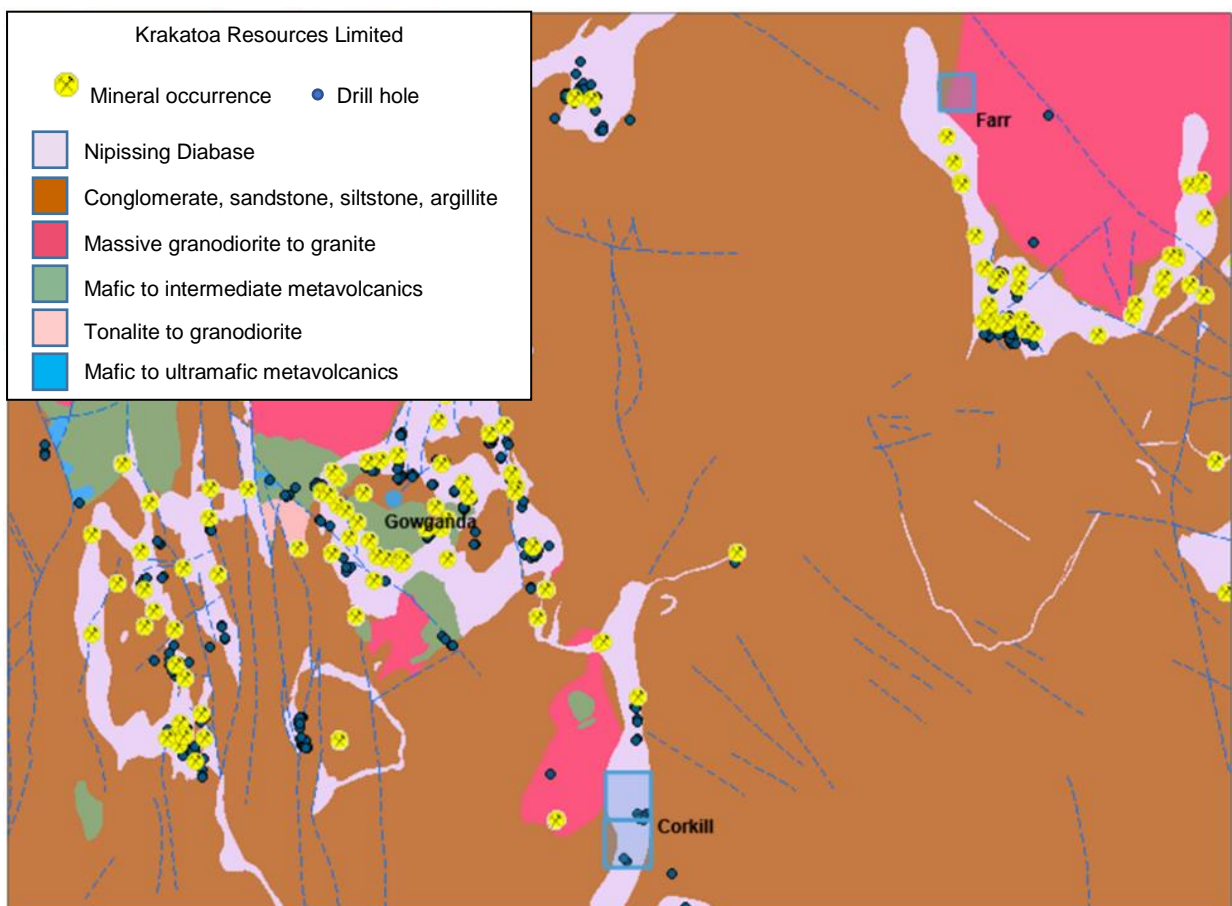 Krakatoa Resources Limited
Mineral occurrence
Drill hole
Nipissing Diabase
Conglomerate, sandstone, siltstone, argillite
Massive granodiorite to granite
Mafic to intermediate metavolcanics
Tonalite to granodiorite
Mafic to ultramafic metavolcanics
Farr
Gowganda
Corkill